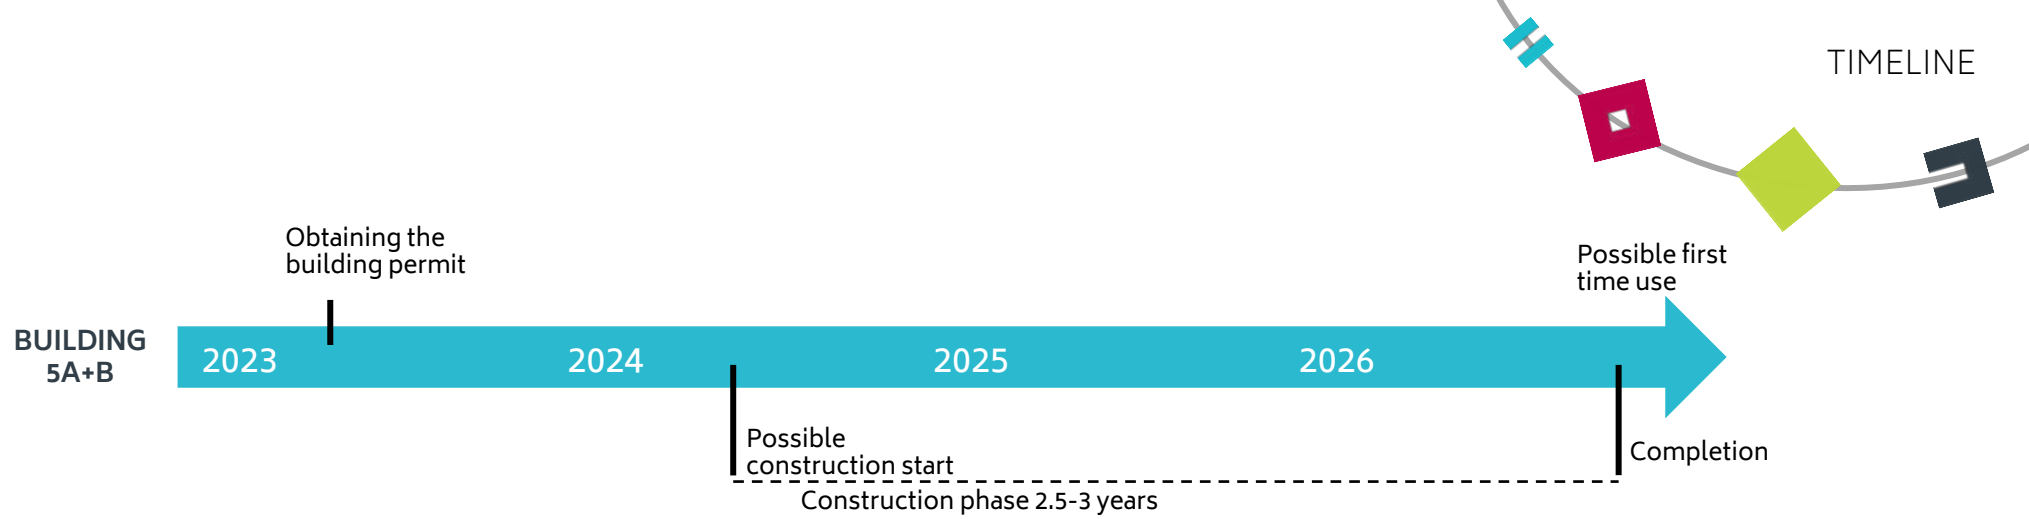 TIMELINE
Obtaining the
building permit
Possible first
time use
BUILDING
5A+B
2023
2024
2025
2026
Possible
construction start
Completion
Construction phase 2.5-3 years